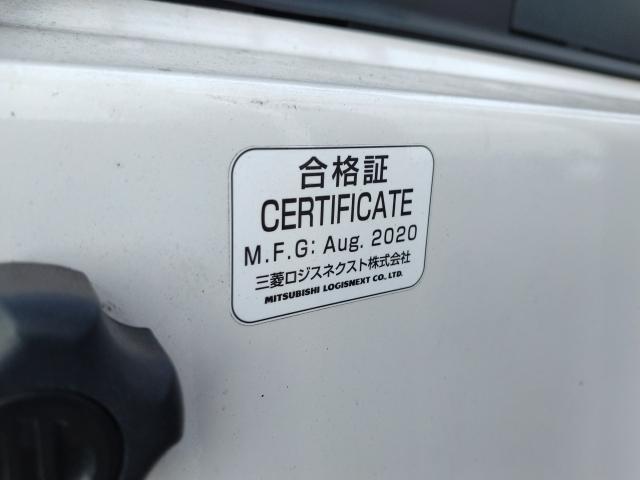 合格証
CERTIFICATE
M.F.G: Aug. 2020
三菱ロジスネクスト株式会社
MITSUBISHI LOGISNEXT CO., LTD.